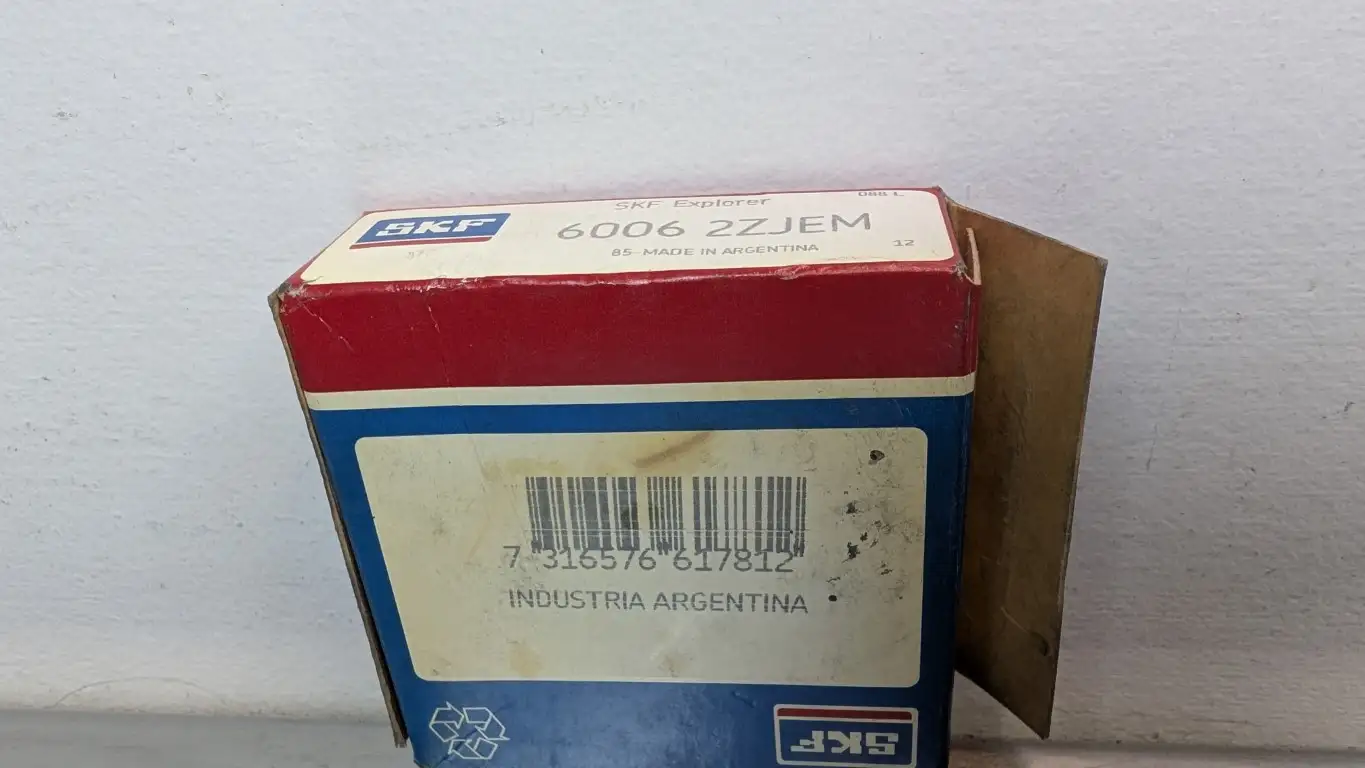 SKF
SKF Explorer
088 L
6006 2ZJEM
85-MADE IN ARGENTINA
12
7 316576 617812
INDUSTRIA ARGENTINA
SKF